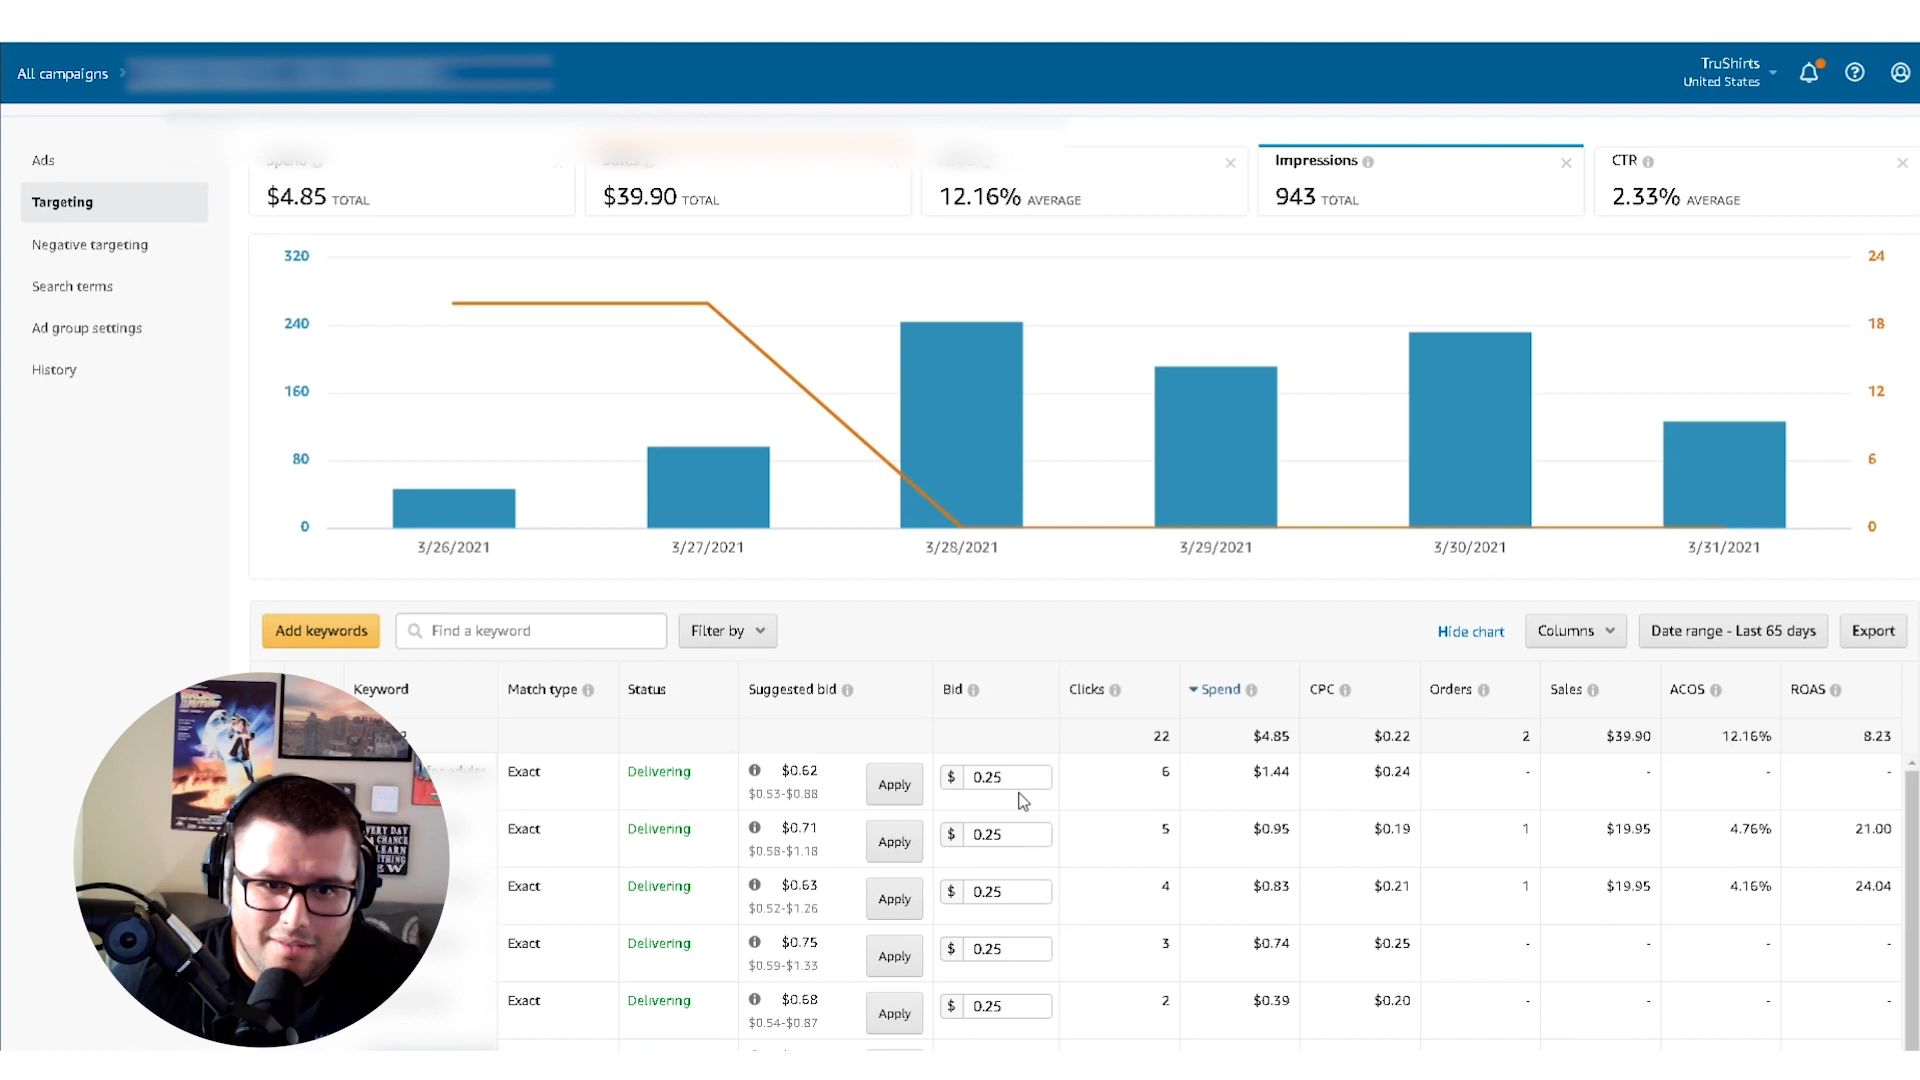 All campaigns
TruShirts
United States
Ads
Targeting
Negative targeting
Search terms
Ad group settings
History
$4.85 TOTAL
$39.90 TOTAL
12.16% AVERAGE
Impressions
943 TOTAL
CTR
2.33% AVERAGE
320 24
240 18
160 12
80 6
0 0
3/26/2021 3/27/2021 3/28/2021 3/29/2021 3/30/2021 3/31/2021
Add keywords Find a keyword Filter by Hide chart Columns Date range - Last 65 days Export
Keyword Match type Status Suggested bid Bid Clicks Spend CPC Orders Sales ACOS ROAS
22 $4.85 $0.22 2 $39.90 12.16% 8.23
Exact Delivering $0.62 Apply $ 0.25 6 $1.44 $0.24 - - - -
$0.53-$0.88
Exact Delivering $0.71 Apply $ 0.25 5 $0.95 $0.19 1 $19.95 4.76% 21.00
$0.58-$1.18
Exact Delivering $0.63 Apply $ 0.25 4 $0.83 $0.21 1 $19.95 4.16% 24.04
$0.52-$1.26
Exact Delivering $0.75 Apply $ 0.25 3 $0.74 $0.25 - - - -
$0.59-$1.33
Exact Delivering $0.68 Apply $ 0.25 2 $0.39 $0.20 - - - -
$0.54-$0.87